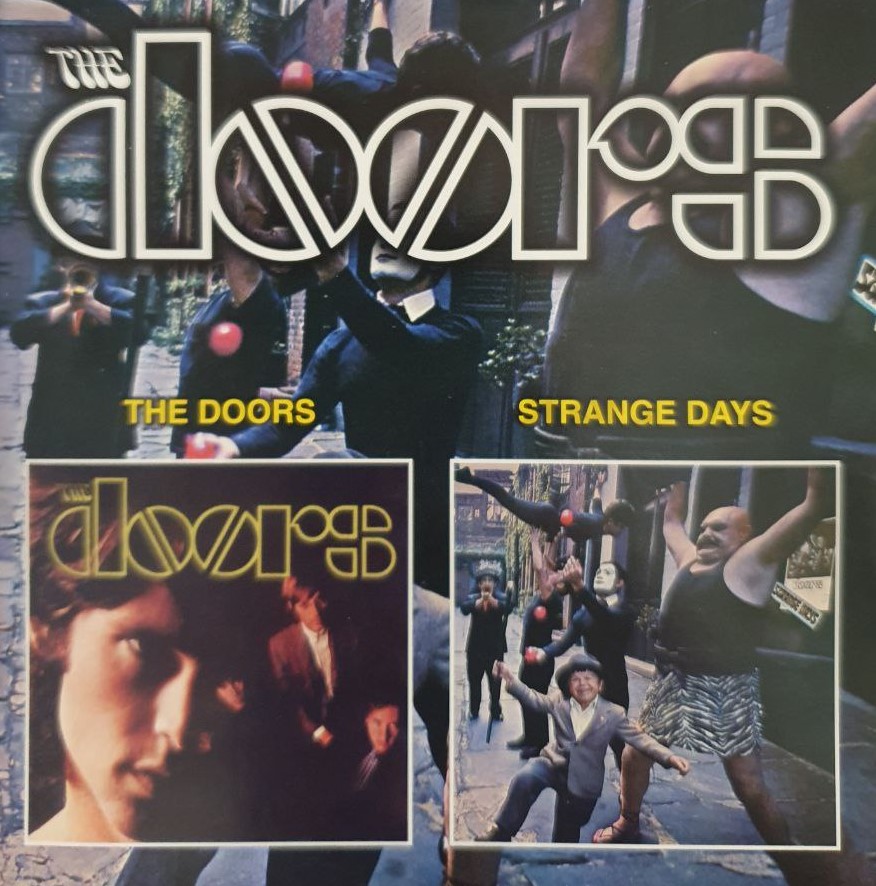 THE
doors
THE DOORS
STRANGE DAYS
THE
doors